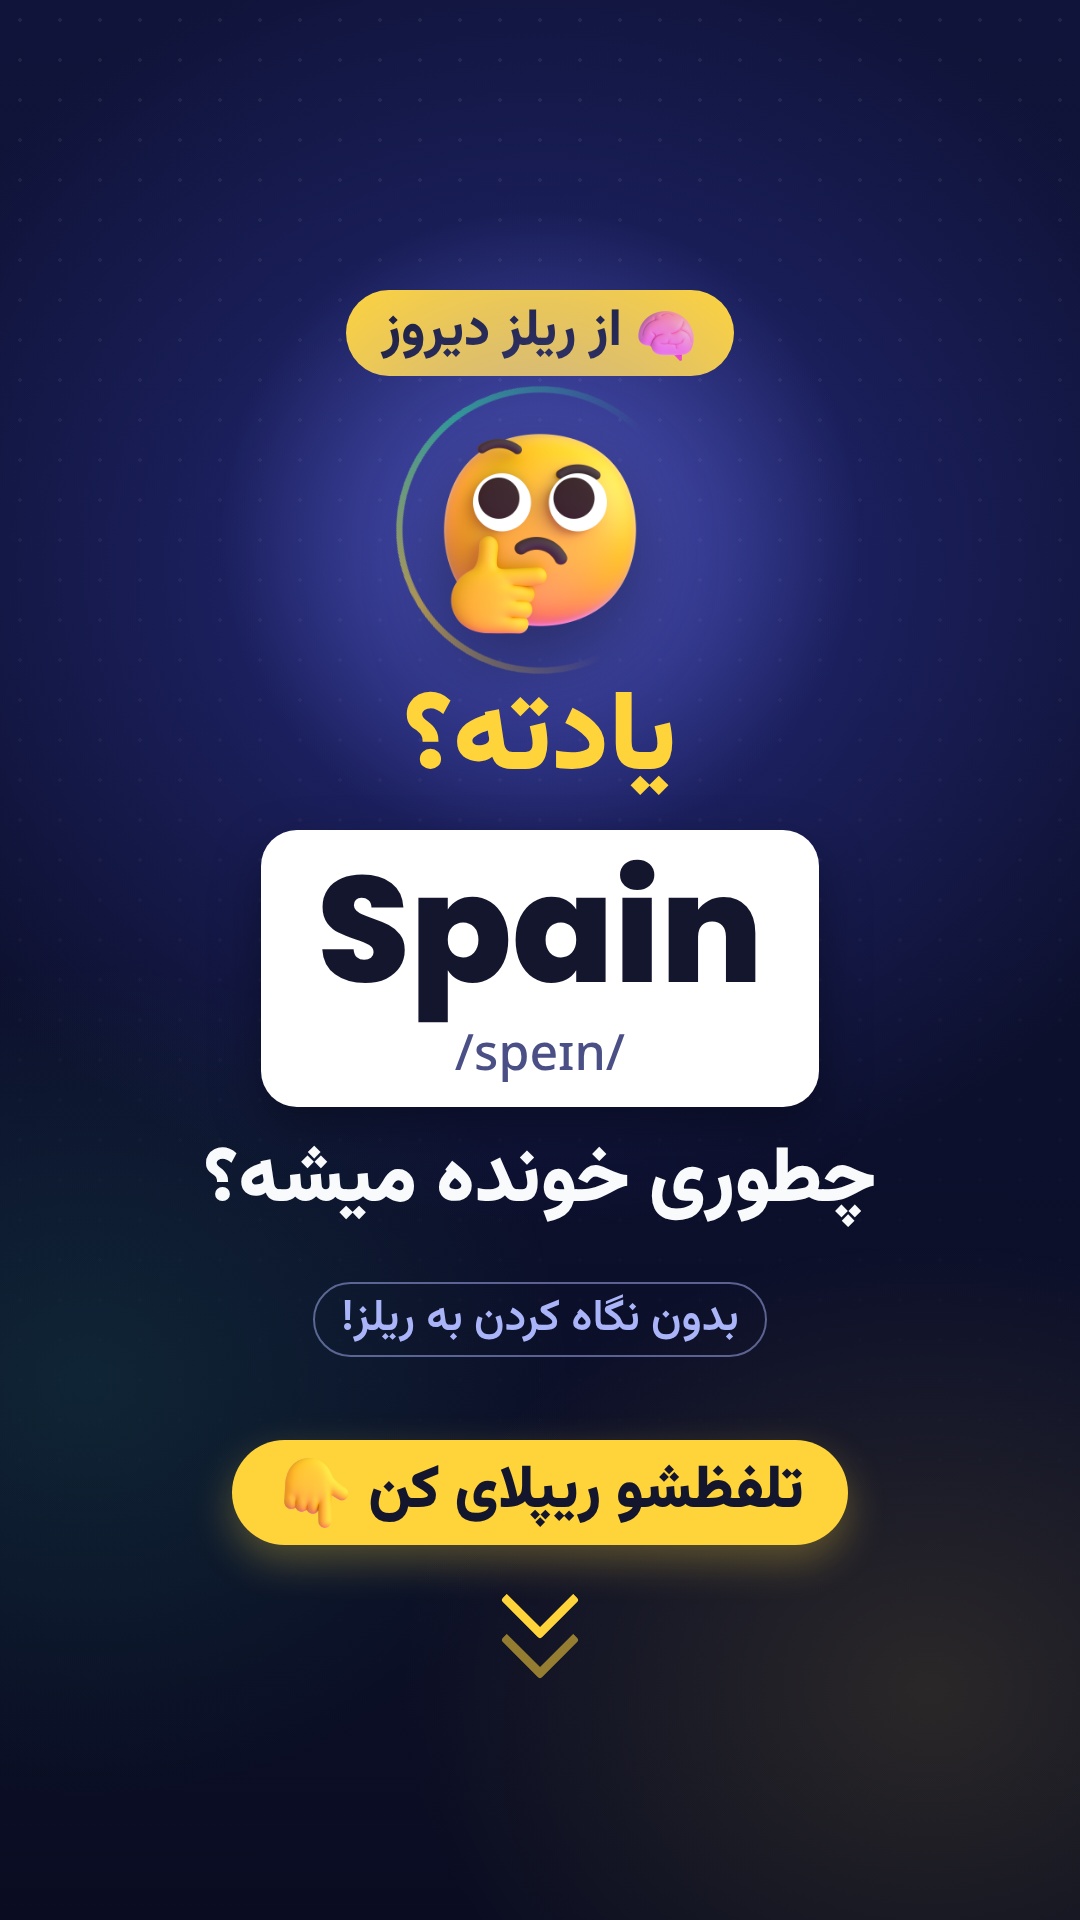 🧠 از ریلز دیروز
یادته؟
Spain
/speɪn/
چطوری خونده میشه؟
بدون نگاه کردن به ریلز!
تلفظشو ریپلای کن 👇